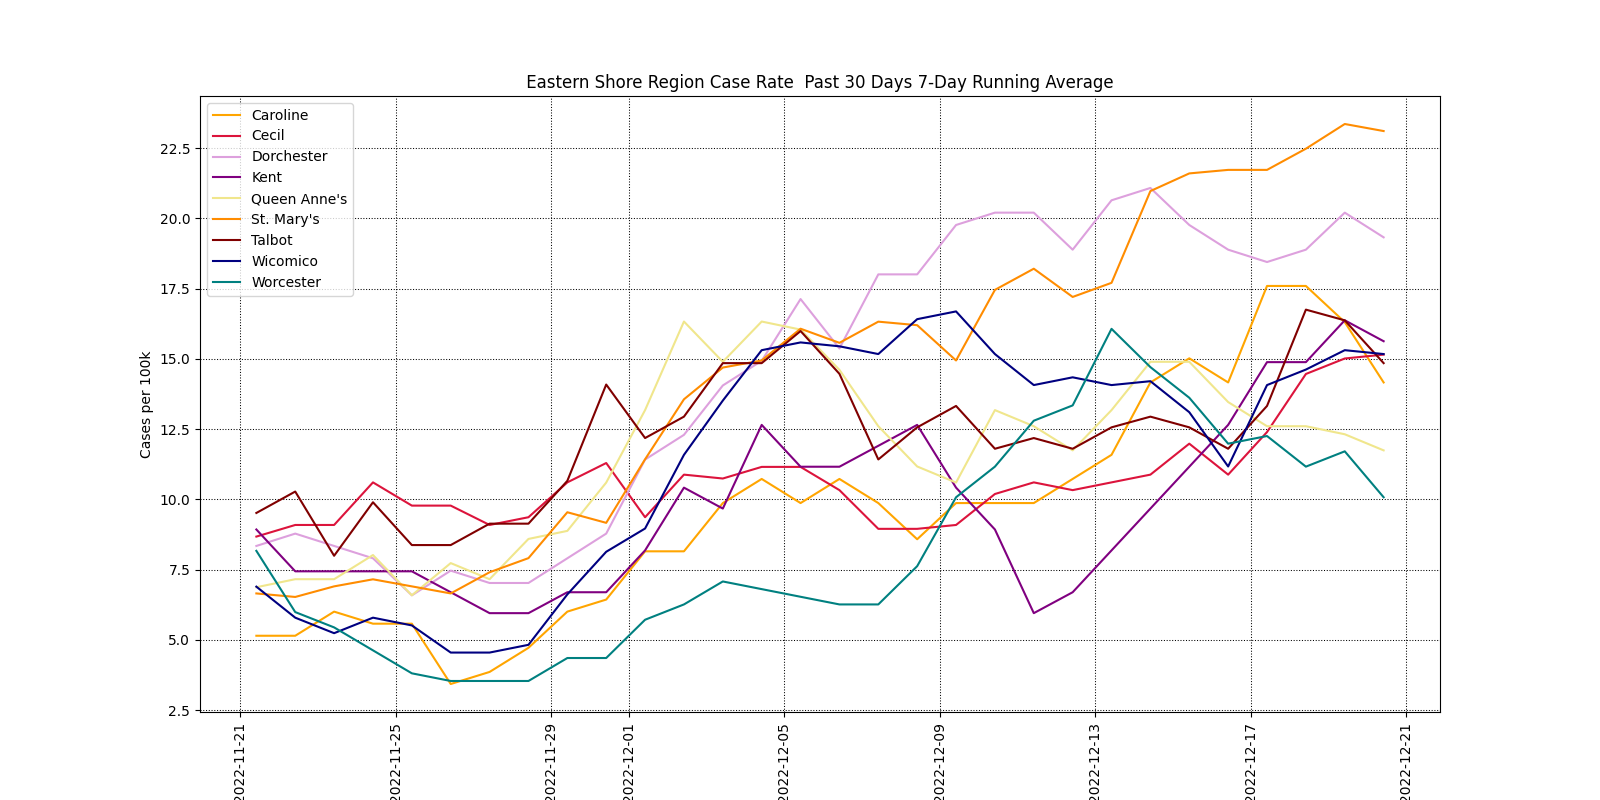 Eastern Shore Region Case Rate  Past 30 Days 7-Day Running Average
Caroline
Cecil
Dorchester
Kent
Queen Anne's
St. Mary's
Talbot
Wicomico
Worcester
Cases per 100k
22.5
20.0
17.5
15.0
12.5
10.0
7.5
5.0
2.5
2022-11-21
2022-11-25
2022-11-29
2022-12-01
2022-12-05
2022-12-09
2022-12-13
2022-12-17
2022-12-21